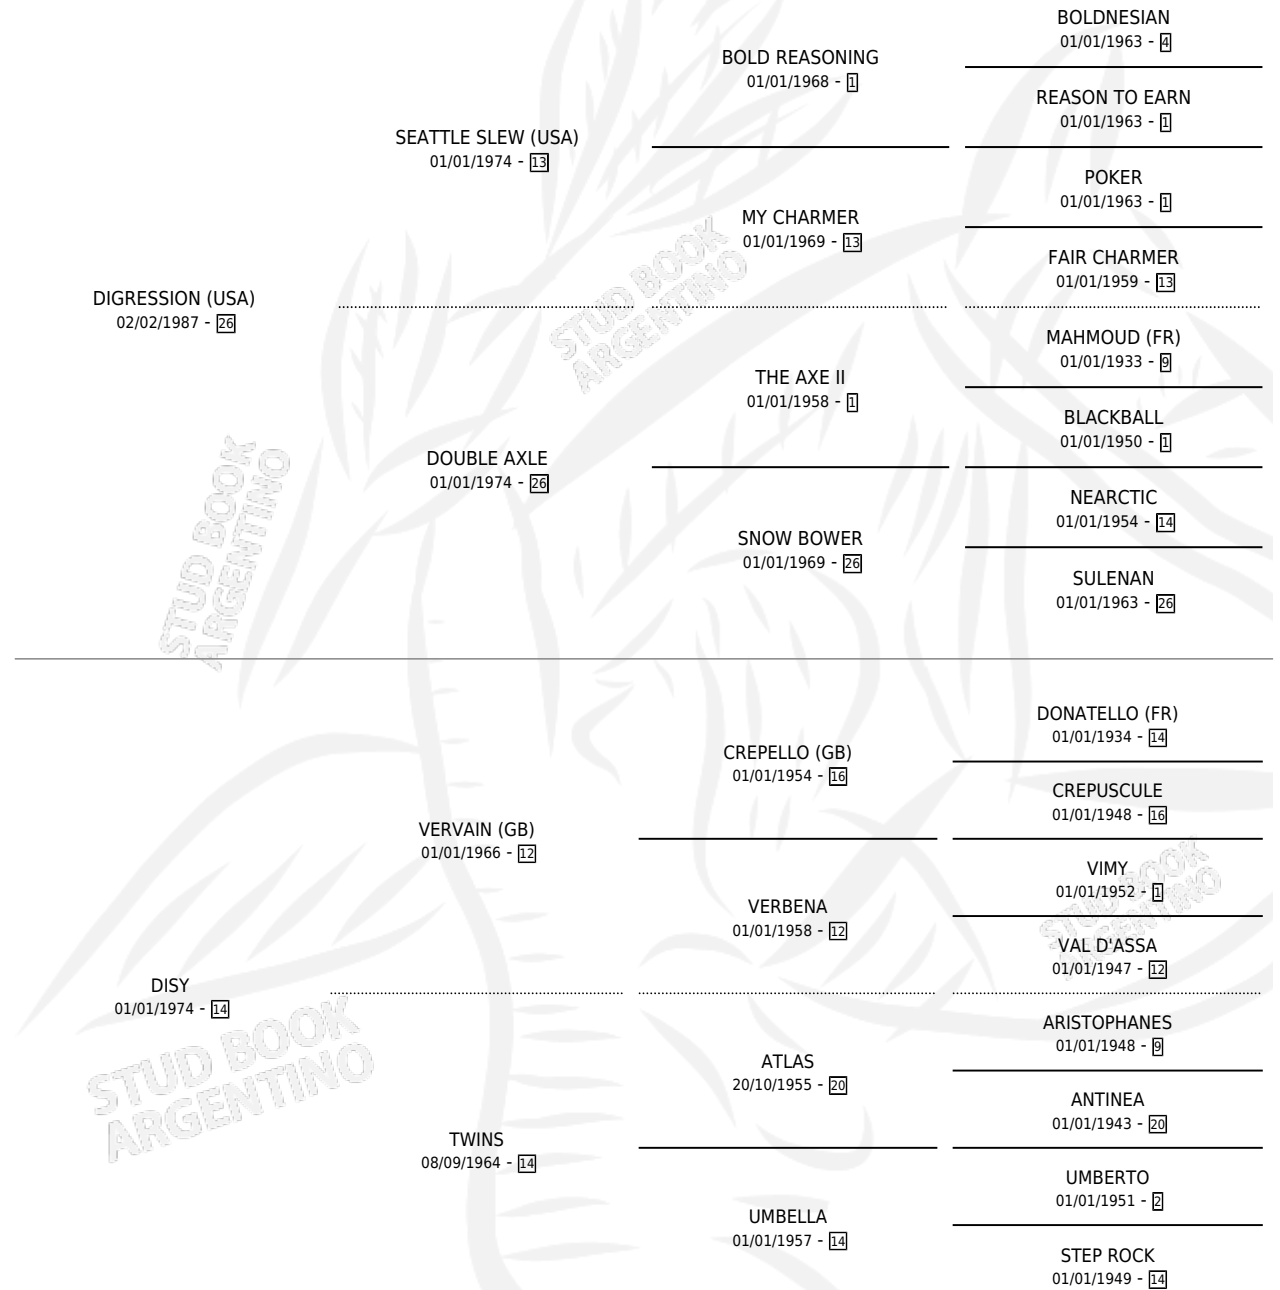 BOLDNESIAN
01/01/1963 - 4
BOLD REASONING
01/01/1968 - 1
REASON TO EARN
01/01/1963 - 1
SEATTLE SLEW (USA)
01/01/1974 - 13
POKER
01/01/1963 - 1
MY CHARMER
01/01/1969 - 13
FAIR CHARMER
01/01/1959 - 13
DIGRESSION (USA)
02/02/1987 - 26
STUD BOOK
ARGENTINO
MAHMOUD (FR)
01/01/1933 - 9
THE AXE II
01/01/1958 - 1
BLACKBALL
01/01/1950 - 1
DOUBLE AXLE
01/01/1974 - 26
NEARCTIC
01/01/1954 - 14
SNOW BOWER
01/01/1969 - 26
SULENAN
01/01/1963 - 26
STUD BOOK
ARGENTINO
DONATELLO (FR)
01/01/1934 - 14
CREPELLO (GB)
01/01/1954 - 16
CREPUSCULE
01/01/1948 - 16
VERVAIN (GB)
01/01/1966 - 12
VIMY
01/01/1952 - 1
VERBENA
01/01/1958 - 12
STUD BOOK
ARGENTINO
VAL D'ASSA
01/01/1947 - 12
DISY
01/01/1974 - 14
STUD BOOK
ARGENTINO
ARISTOPHANES
01/01/1948 - 9
ATLAS
20/10/1955 - 20
ANTINEA
01/01/1943 - 20
TWINS
08/09/1964 - 14
UMBERTO
01/01/1951 - 2
UMBELLA
01/01/1957 - 14
STEP ROCK
01/01/1949 - 14